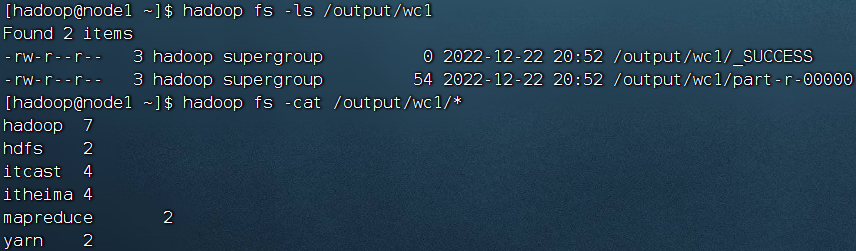 [hadoop@node1 ~]$ hadoop fs -ls /output/wc1
Found 2 items
-rw-r--r--   3 hadoop supergroup          0 2022-12-22 20:52 /output/wc1/_SUCCESS
-rw-r--r--   3 hadoop supergroup         54 2022-12-22 20:52 /output/wc1/part-r-00000
[hadoop@node1 ~]$ hadoop fs -cat /output/wc1/*
hadoop  7
hdfs    2
itcast  4
itheima 4
mapreduce       2
yarn    2